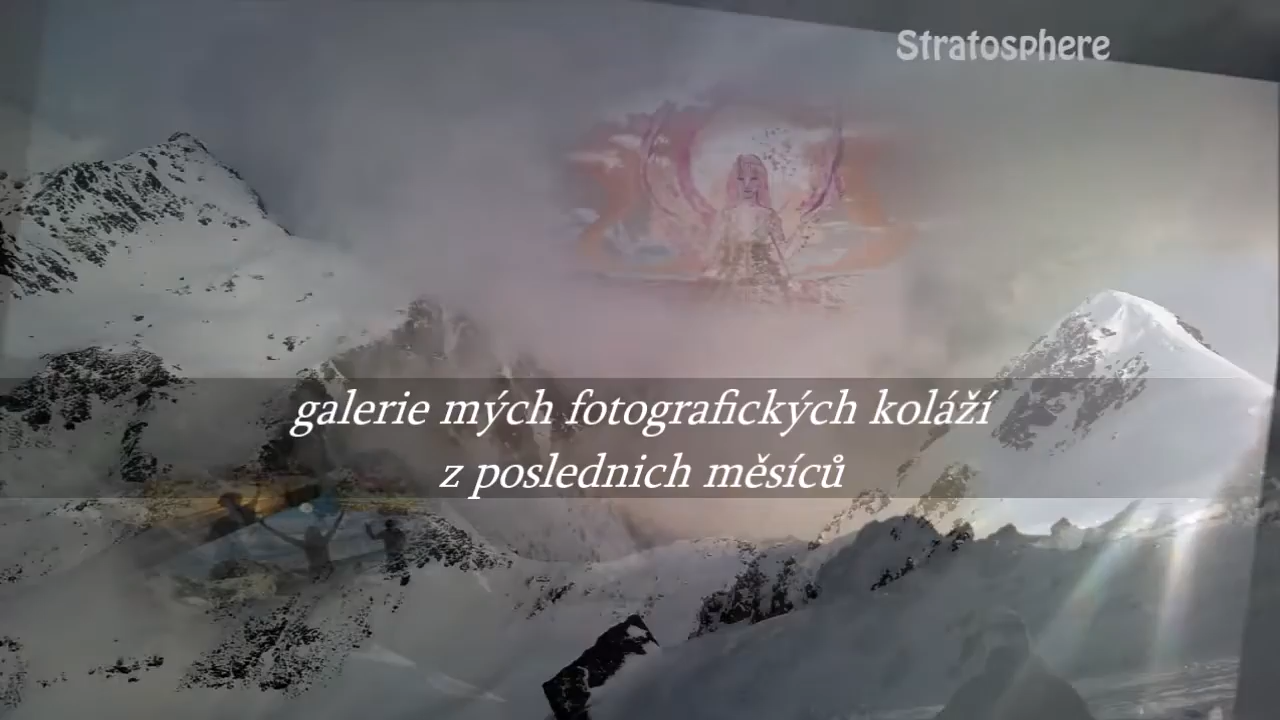 Stratosphere
galerie mých fotografických koláží
z poslednich měsíců